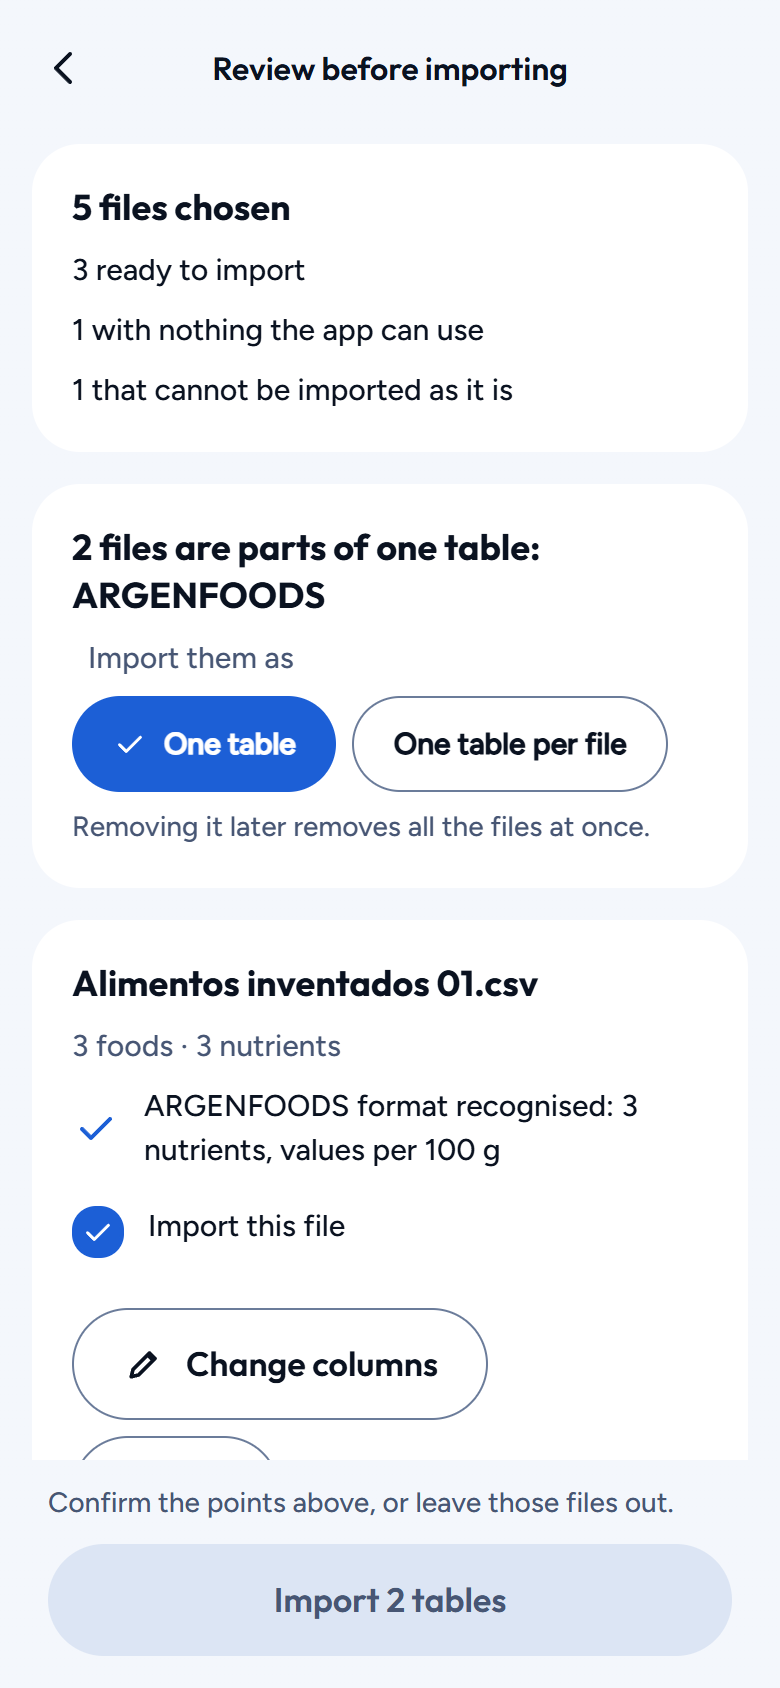 Review before importing
5 files chosen
3 ready to import
1 with nothing the app can use
1 that cannot be imported as it is
2 files are parts of one table:
ARGENFOODS
Import them as
One table
One table per file
Removing it later removes all the files at once.
Alimentos inventados 01.csv
3 foods · 3 nutrients
ARGENFOODS format recognised: 3
nutrients, values per 100 g
Import this file
Change columns
Confirm the points above, or leave those files out.
Import 2 tables